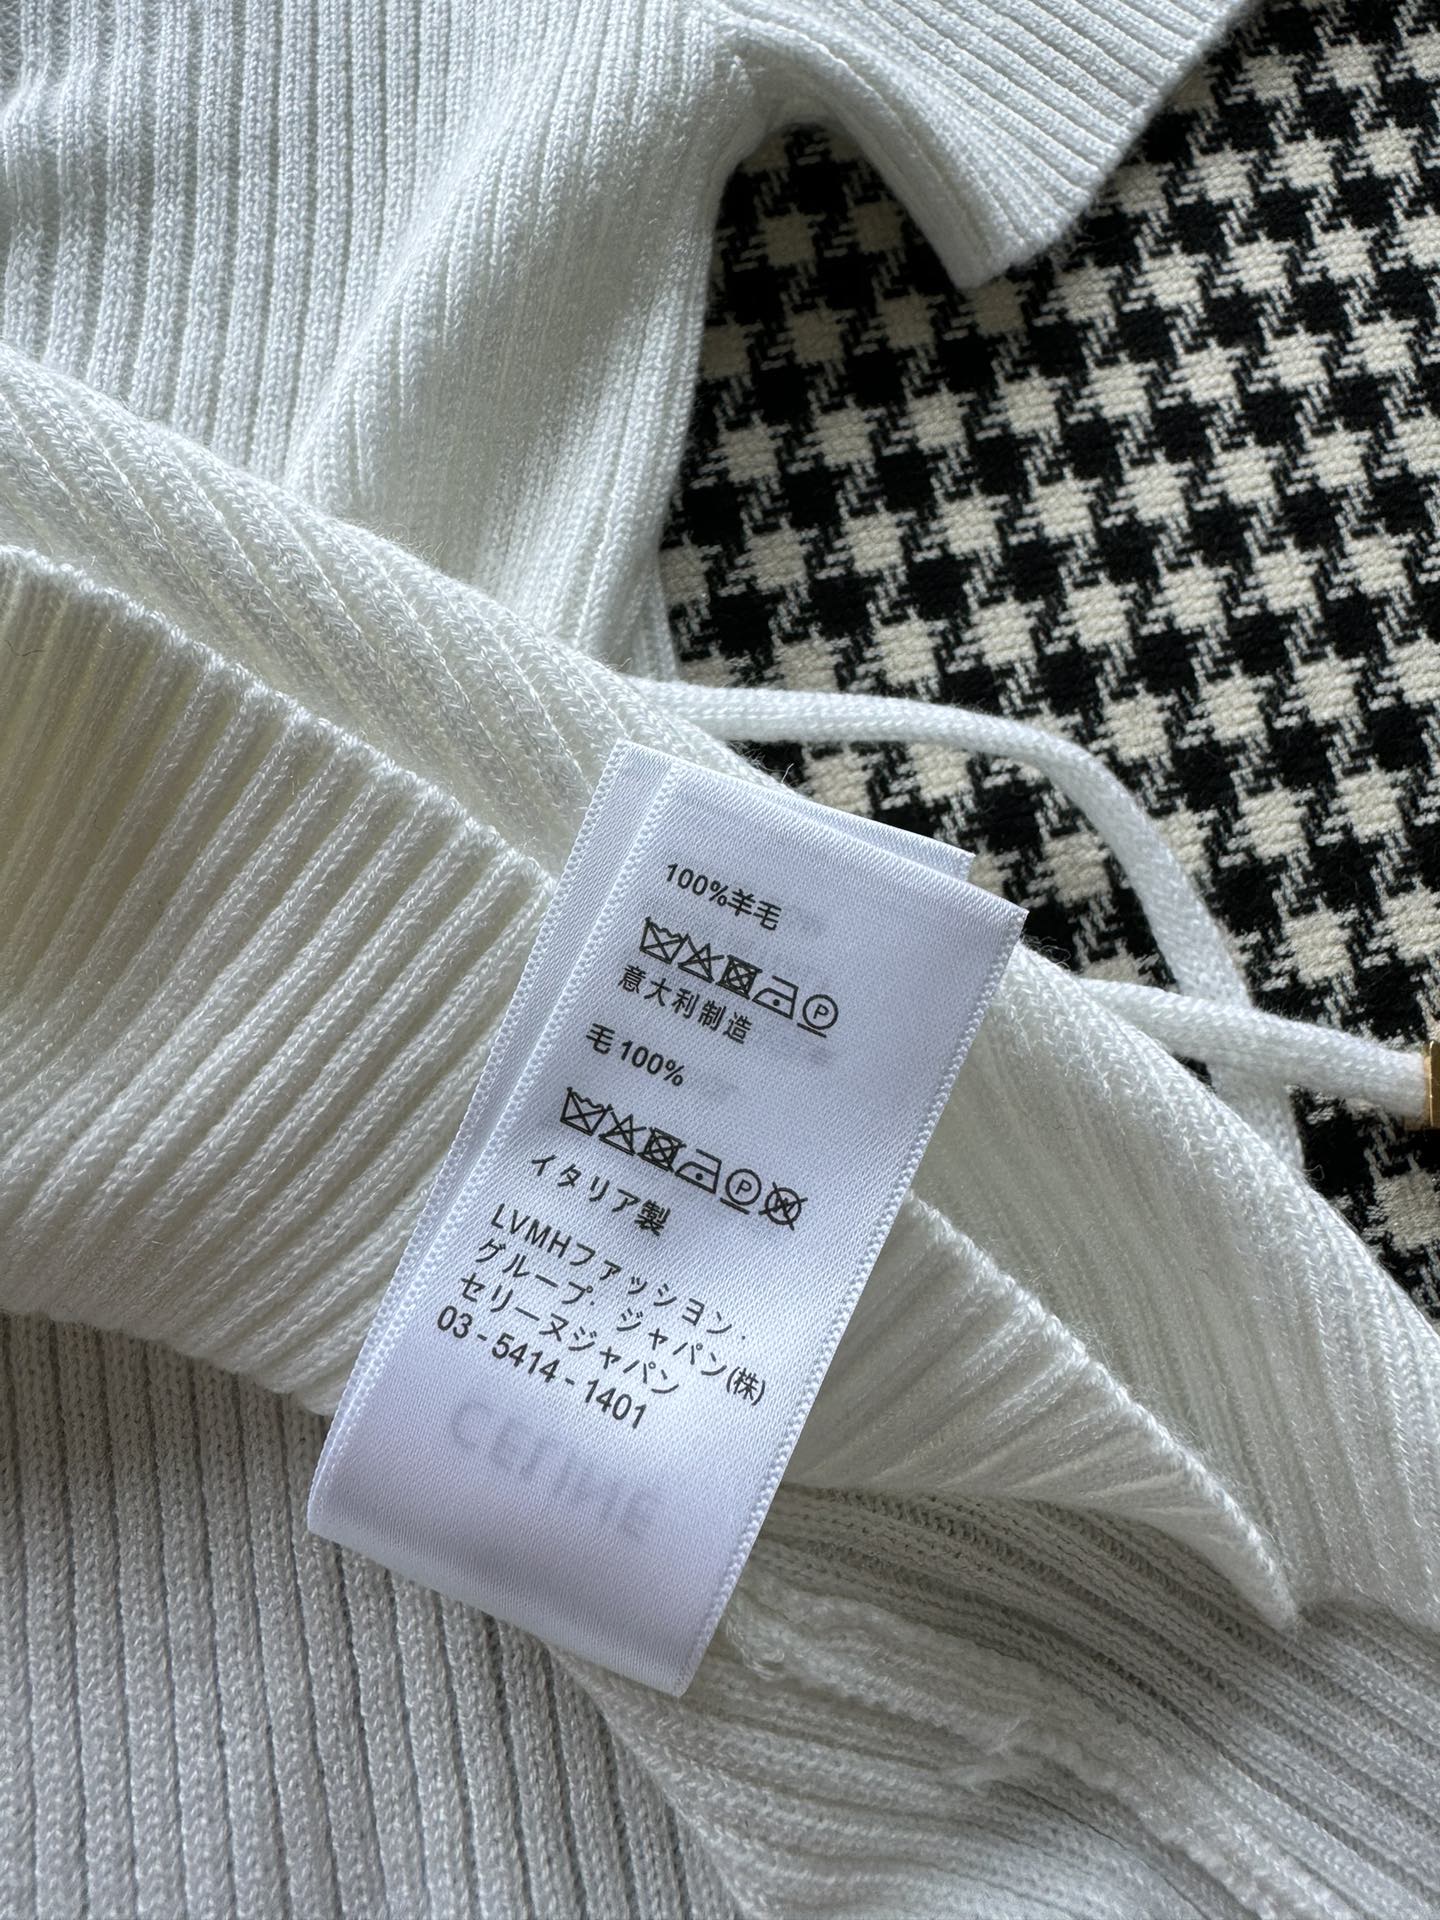 100%羊毛
意大利制造
毛 100%
イタリア製
LVMHファッション・
グループ・ジャパン(株)
セリーヌジャパン
03-5414-1401
CELINE